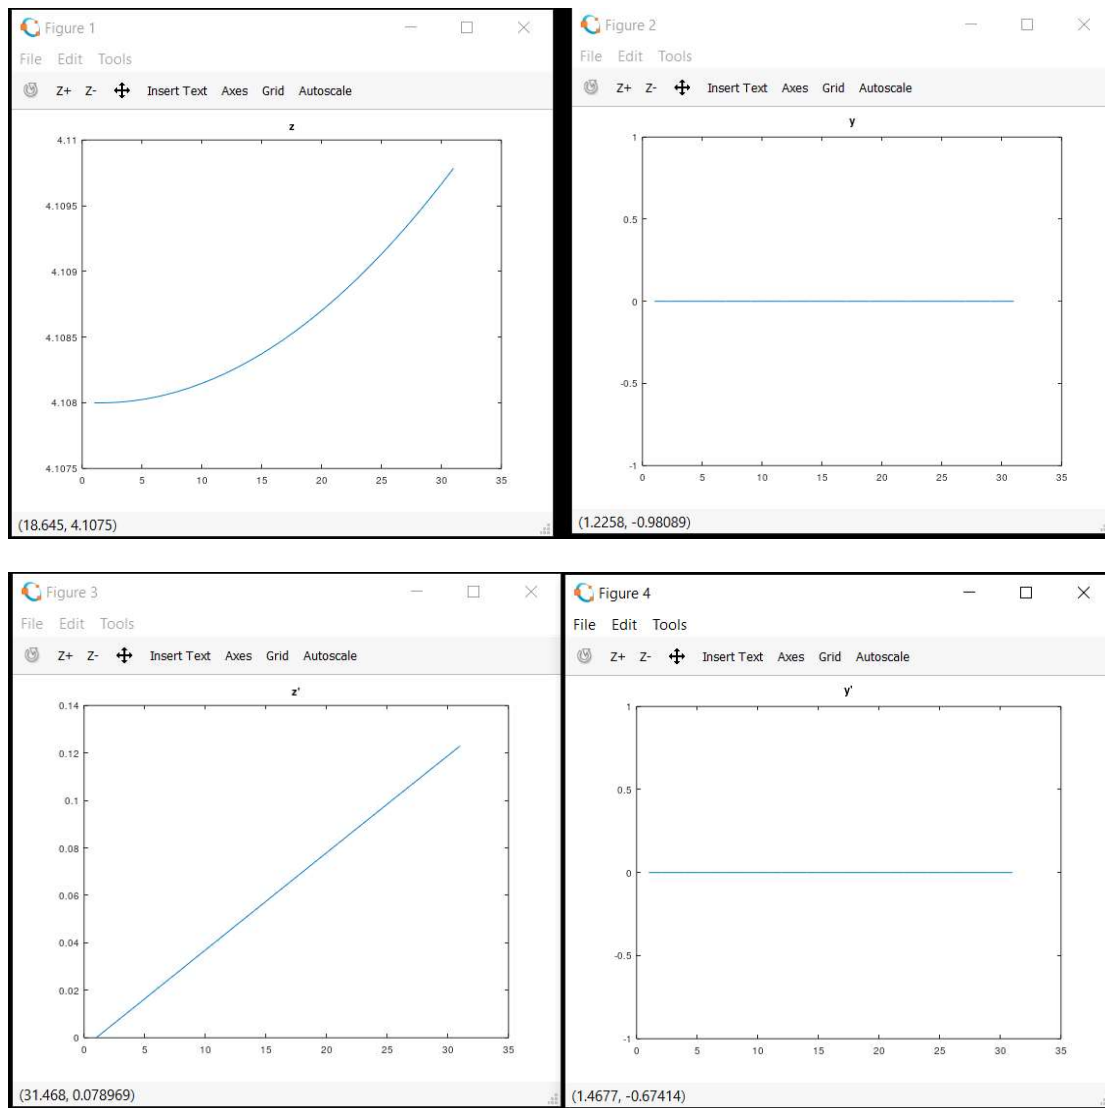 Figure 1
File Edit Tools
Z+ Z- Insert Text Axes Grid Autoscale
z
4.11
4.1095
4.109
4.1085
4.108
4.1075
0 5 10 15 20 25 30 35
(18.645, 4.1075)
Figure 2
File Edit Tools
Z+ Z- Insert Text Axes Grid Autoscale
y
1
0.5
0
-0.5
-1
0 5 10 15 20 25 30 35
(1.2258, -0.98089)
Figure 3
File Edit Tools
Z+ Z- Insert Text Axes Grid Autoscale
z'
0.14
0.12
0.1
0.08
0.06
0.04
0.02
0
0 5 10 15 20 25 30 35
(31.468, 0.078969)
Figure 4
File Edit Tools
Z+ Z- Insert Text Axes Grid Autoscale
y'
1
0.5
0
-0.5
-1
0 5 10 15 20 25 30 35
(1.4677, -0.67414)